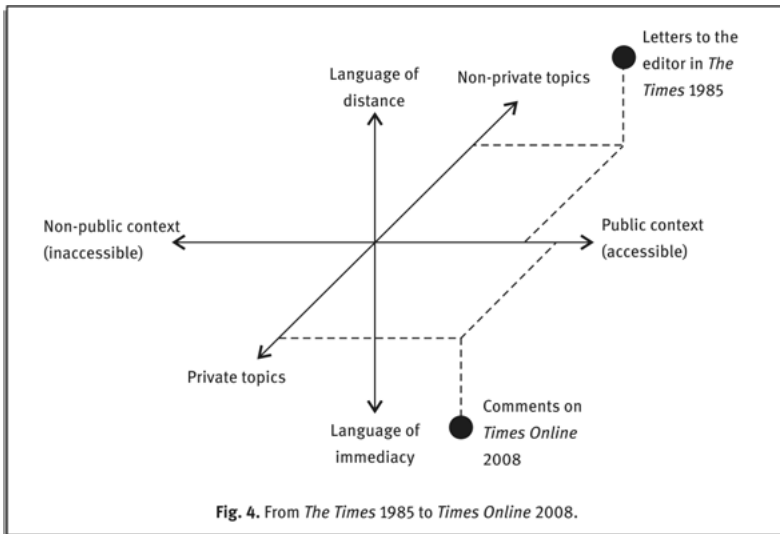 Letters to the
editor in The
Times 1985
Language of
distance
Non-private topics
Non-public context
(inaccessible)
Public context
(accessible)
Private topics
Language of
immediacy
Comments on
Times Online
2008
Fig. 4. From The Times 1985 to Times Online 2008.